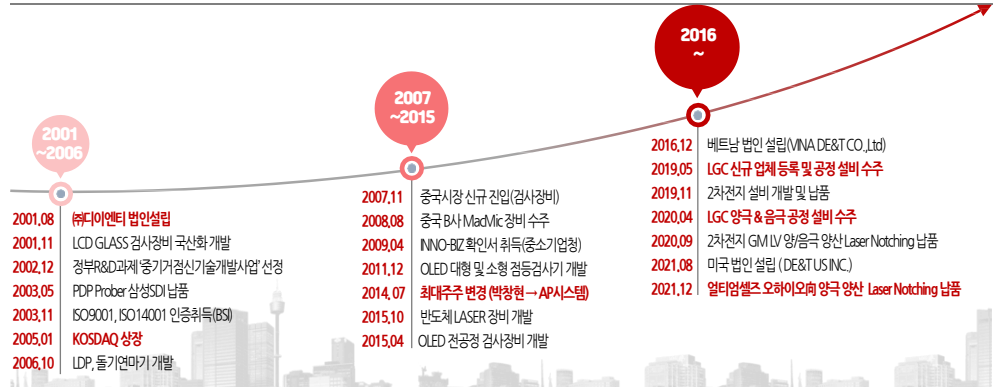 2001
~2006
2001.08 ㈜디이엔티 법인설립
2001.11 LCD GLASS 검사장비 국산화 개발
2002.12 정부R&D과제'중기거점신기술개발사업' 선정
2003.05 PDP Prober 삼성SDI 납품
2003.11 ISO9001, ISO14001 인증취득(BSI)
2005.01 KOSDAQ 상장
2006.10 LDP, 돌기연마기 개발
2007
~2015
2007.11 중국시장 신규 진입(검사장비)
2008.08 중국 B사 Mac/Mic 장비 수주
2009.04 INNO-BIZ 확인서 취득(중소기업청)
2011.12 OLED 대형 및 소형 점등검사기 개발
2014. 07 최대주주 변경 (박창현 → AP시스템)
2015.10 반도체 LASER 장비 개발
2015.04 OLED 전공정 검사장비 개발
2016
~
2016.12 베트남 법인 설립(VINA DE&T CO.,Ltd)
2019.05 LGC 신규 업체 등록 및 공정 설비 수주
2019.11 2차전지 설비 개발 및 납품
2020.04 LGC 양극 & 음극 공정 설비 수주
2020.09 2차전지 GM LV 양/음극 양산 Laser Notching 납품
2021.08 미국 법인 설립 ( DE&T US INC.)
2021.12 얼티엄셀즈 오하이오向 양극 양산 Laser Notching 납품